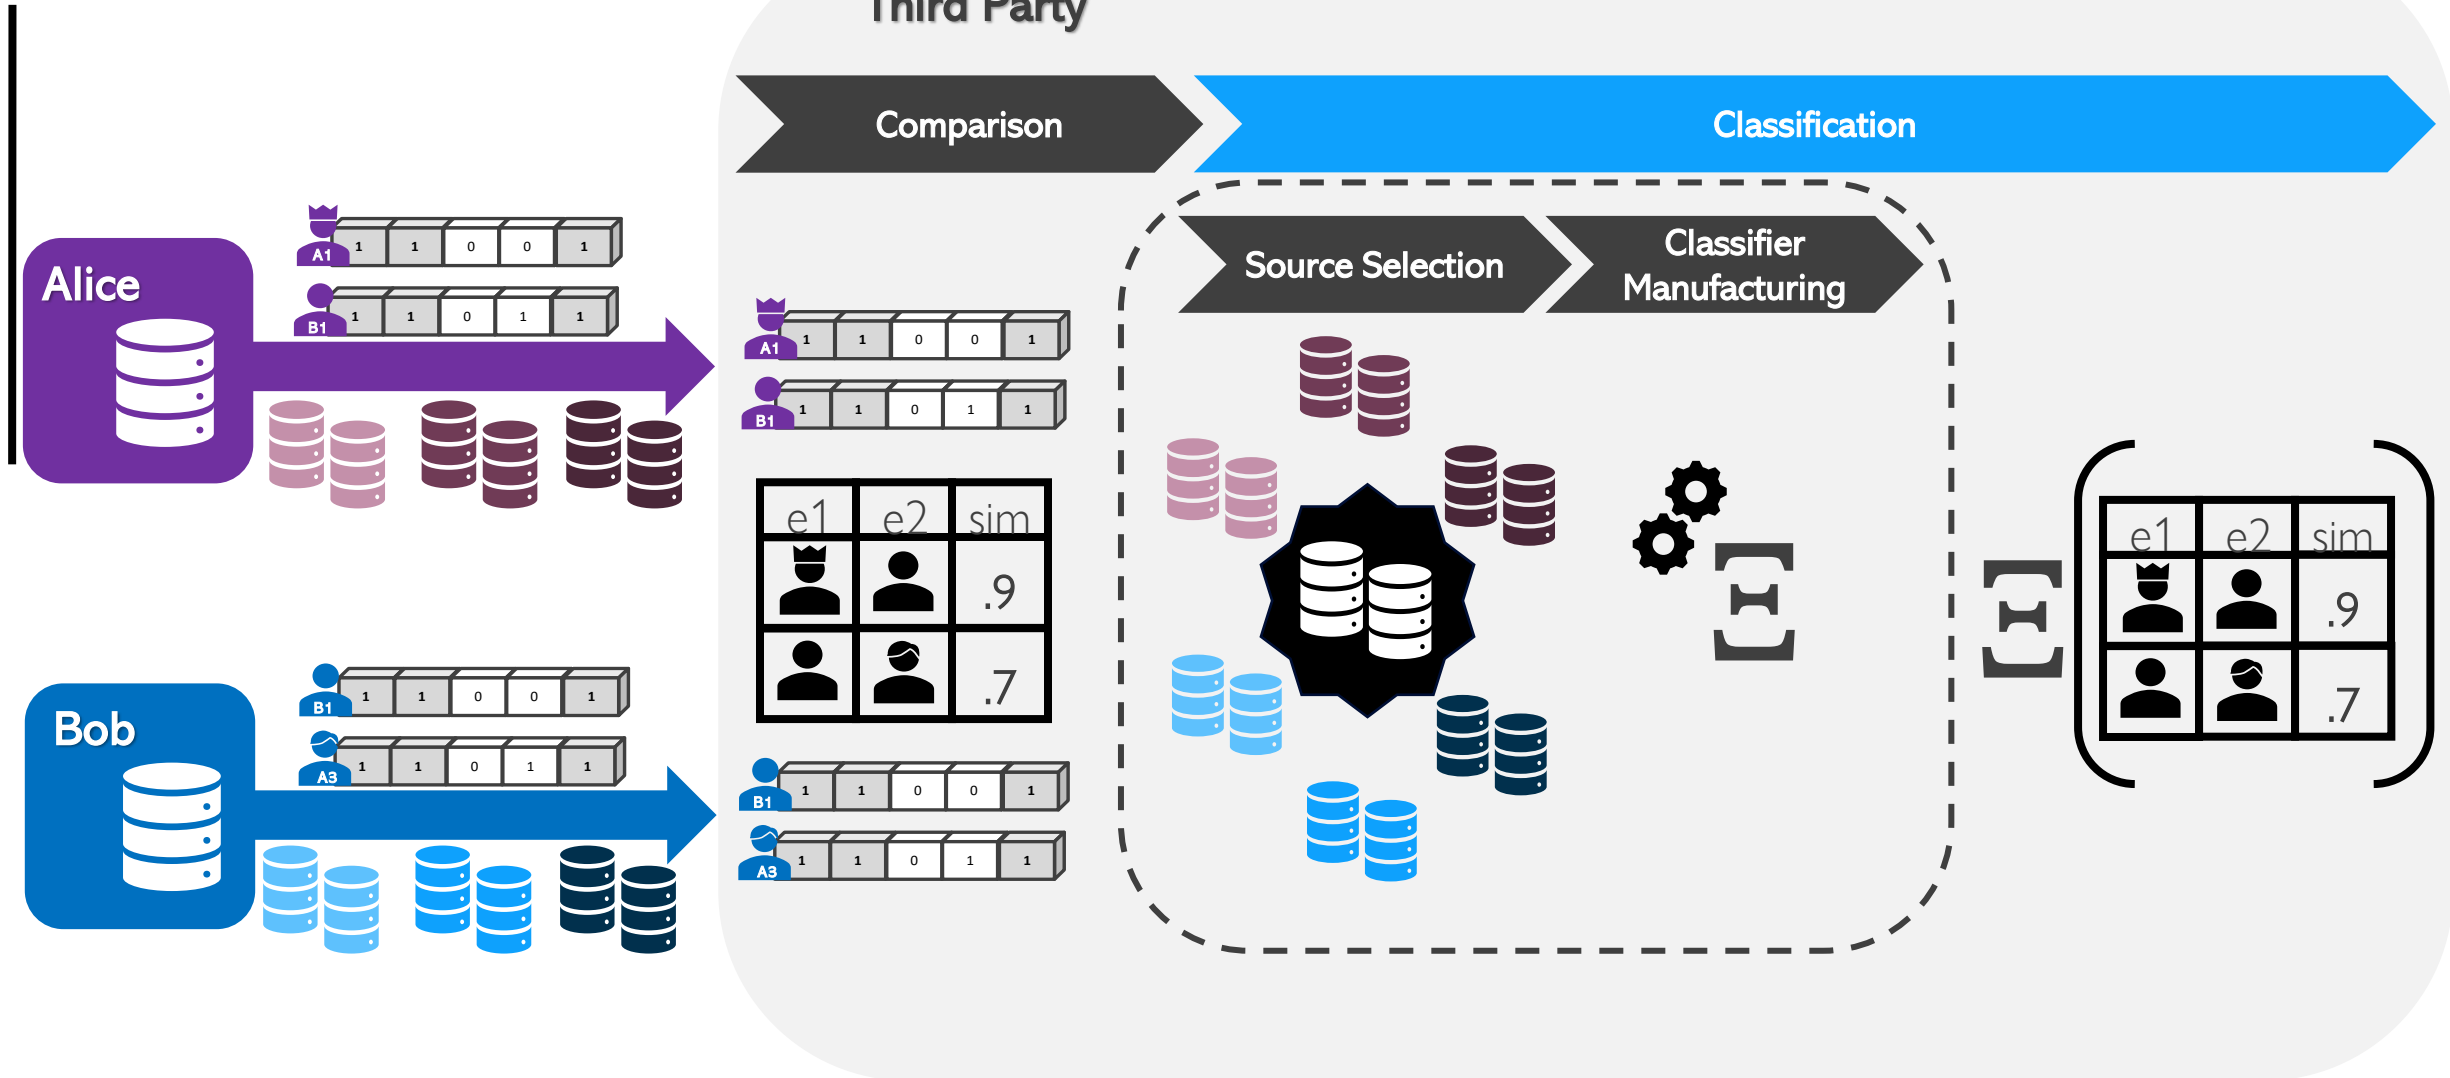 Third Party
Comparison
Classification
Source Selection
Classifier
Manufacturing
Alice
A1 1 1 0 0 1
B1 1 1 0 1 1
A1 1 1 0 0 1
B1 1 1 0 1 1
e1 e2 sim
.9
.7
e1 e2 sim
.9
.7
Ξ
Ξ
Bob
B1 1 1 0 0 1
A3 1 1 0 1 1
B1 1 1 0 0 1
A3 1 1 0 1 1